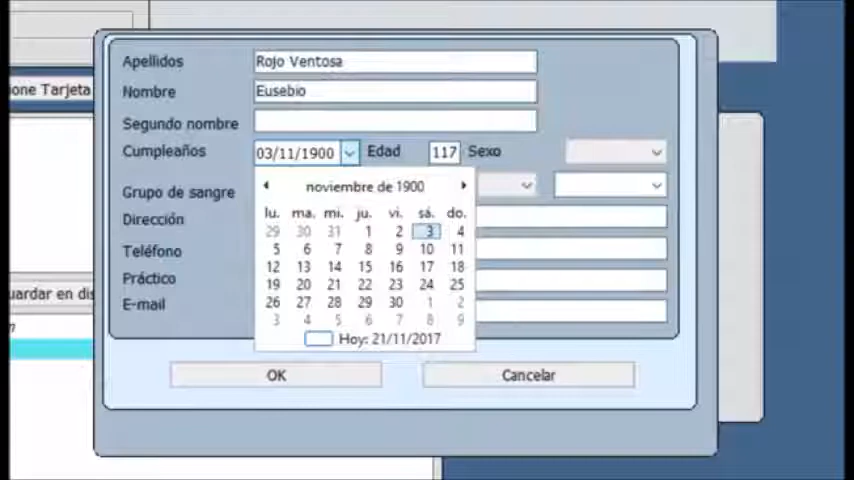 Apellidos Rojo Ventosa
one Tarjeta
Nombre Eusebio
Segundo nombre
Cumpleaños 03/11/1900 Edad 117 Sexo
Grupo de sangre
noviembre de 1900
lu. ma. mi. ju. vi. sá. do.
29 30 31 1 2 3 4
5 6 7 8 9 10 11
12 13 14 15 16 17 18
19 20 21 22 23 24 25
26 27 28 29 30 1 2
3 4 5 6 7 8 9
Hoy: 21/11/2017
Dirección
Teléfono
Práctico
E-mail
uardar en dis
OK Cancelar